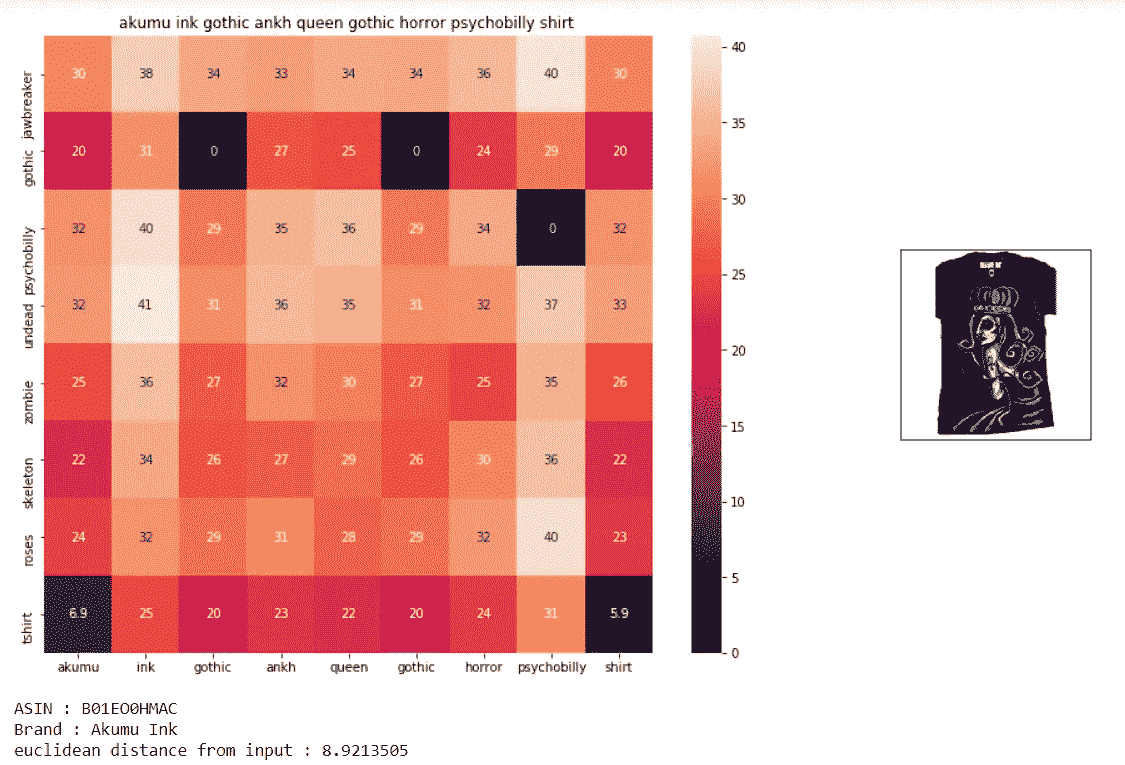 akumu ink gothic ankh queen gothic horror psychobilly shirt
jawbreaker 30 38 34 33 34 34 36 40 30
gothic 20 31 0 27 25 0 24 29 20
psychobilly 32 40 29 35 36 29 34 0 32
undead 32 41 31 36 35 31 32 37 33
zombie 25 36 27 32 30 27 25 35 26
skeleton 22 34 26 27 29 26 30 36 22
roses 24 32 29 31 28 29 32 40 23
tshirt 6.9 25 20 23 22 20 24 31 5.9
akumu ink gothic ankh queen gothic horror psychobilly shirt
40
35
30
25
20
15
10
5
0
ASIN : B01EO0HMAC
Brand : Akumu Ink
euclidean distance from input : 8.9213505